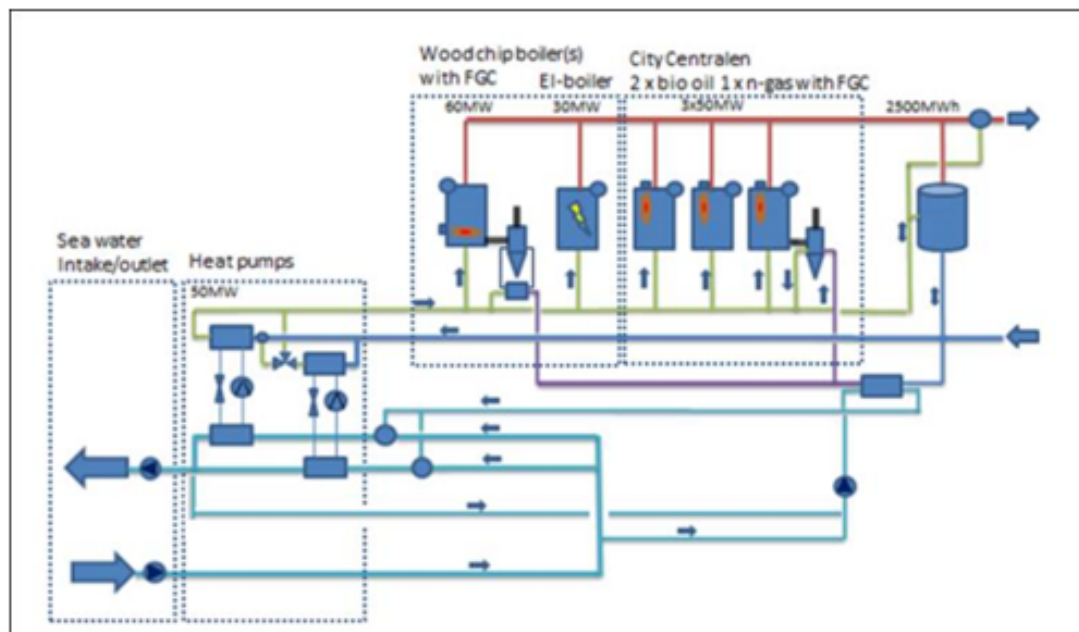 Wood chip boiler(s)
with FGC
60MW
El-boiler
30MW
City Centralen
2 x bio oil 1 x n-gas with FGC
3x50MW
2500MWh
Sea water
Intake/outlet
Heat pumps
50MW